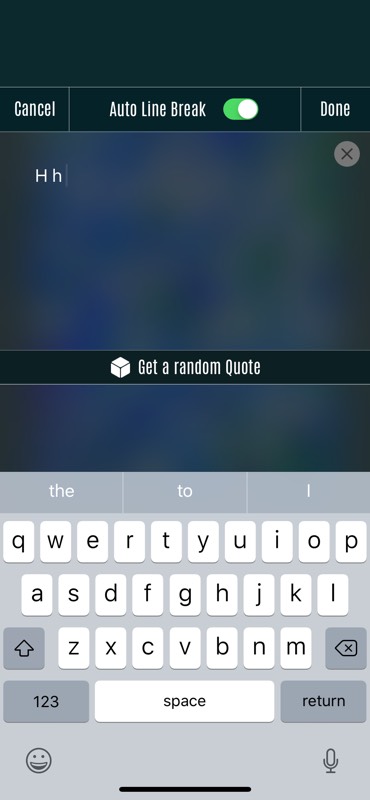 Cancel Auto Line Break Done
H h
Get a random Quote
the to I
q w e r t y u i o p
a s d f g h j k l
z x c v b n m
123 space return